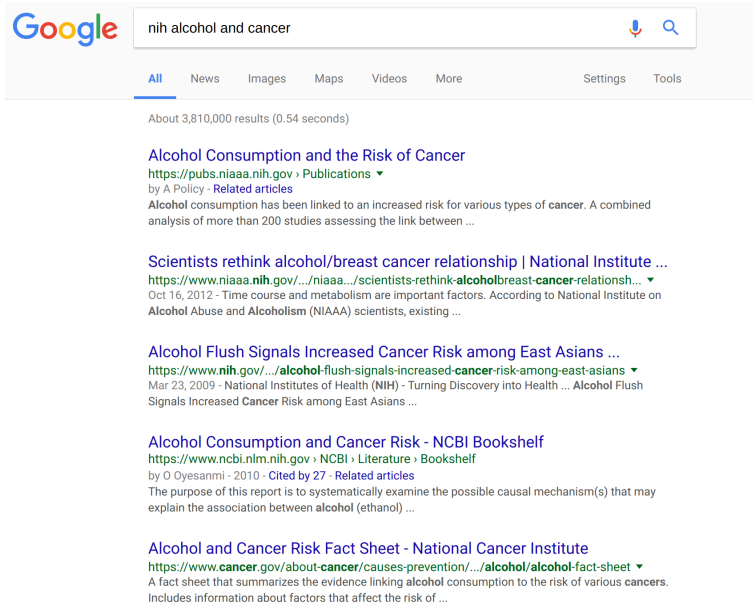 Google
nih alcohol and cancer
All News Images Maps Videos More Settings Tools
About 3,810,000 results (0.54 seconds)
Alcohol Consumption and the Risk of Cancer
https://pubs.niaaa.nih.gov › Publications
by A Policy - Related articles
Alcohol consumption has been linked to an increased risk for various types of cancer. A combined
analysis of more than 200 studies assessing the link between ...
Scientists rethink alcohol/breast cancer relationship | National Institute ...
https://www.niaaa.nih.gov/.../niaaa.../scientists-rethink-alcoholbreast-cancer-relationsh...
Oct 16, 2012 - Time course and metabolism are important factors. According to National Institute on
Alcohol Abuse and Alcoholism (NIAAA) scientists, existing ...
Alcohol Flush Signals Increased Cancer Risk among East Asians ...
https://www.nih.gov/.../alcohol-flush-signals-increased-cancer-risk-among-east-asians
Mar 23, 2009 - National Institutes of Health (NIH) - Turning Discovery into Health ... Alcohol Flush
Signals Increased Cancer Risk among East Asians ...
Alcohol Consumption and Cancer Risk - NCBI Bookshelf
https://www.ncbi.nlm.nih.gov › NCBI › Literature › Bookshelf
by O Oyesanmi - 2010 - Cited by 27 - Related articles
The purpose of this report is to systematically examine the possible causal mechanism(s) that may
explain the association between alcohol (ethanol) ...
Alcohol and Cancer Risk Fact Sheet - National Cancer Institute
https://www.cancer.gov/about-cancer/causes-prevention/.../alcohol/alcohol-fact-sheet
A fact sheet that summarizes the evidence linking alcohol consumption to the risk of various cancers.
Includes information about factors that affect the risk of ...